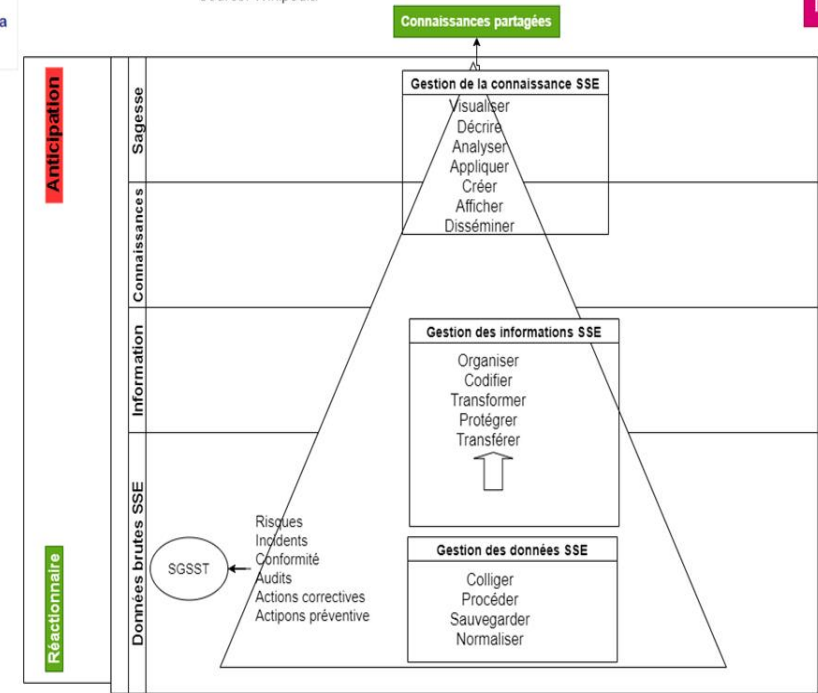 a
Connaissances partagées
Anticipation
Sagesse
Gestion de la connaissance SSE
Visualiser
Décrire
Analyser
Appliquer
Créer
Afficher
Disséminer
Connaissances
Information
Gestion des informations SSE
Organiser
Codifier
Transformer
Protégrer
Transférer
Réactionnaire
Données brutes SSE
SGSST
Risques
Incidents
Conformité
Audits
Actions correctives
Actipons préventive
Gestion des données SSE
Colliger
Procéder
Sauvegarder
Normaliser